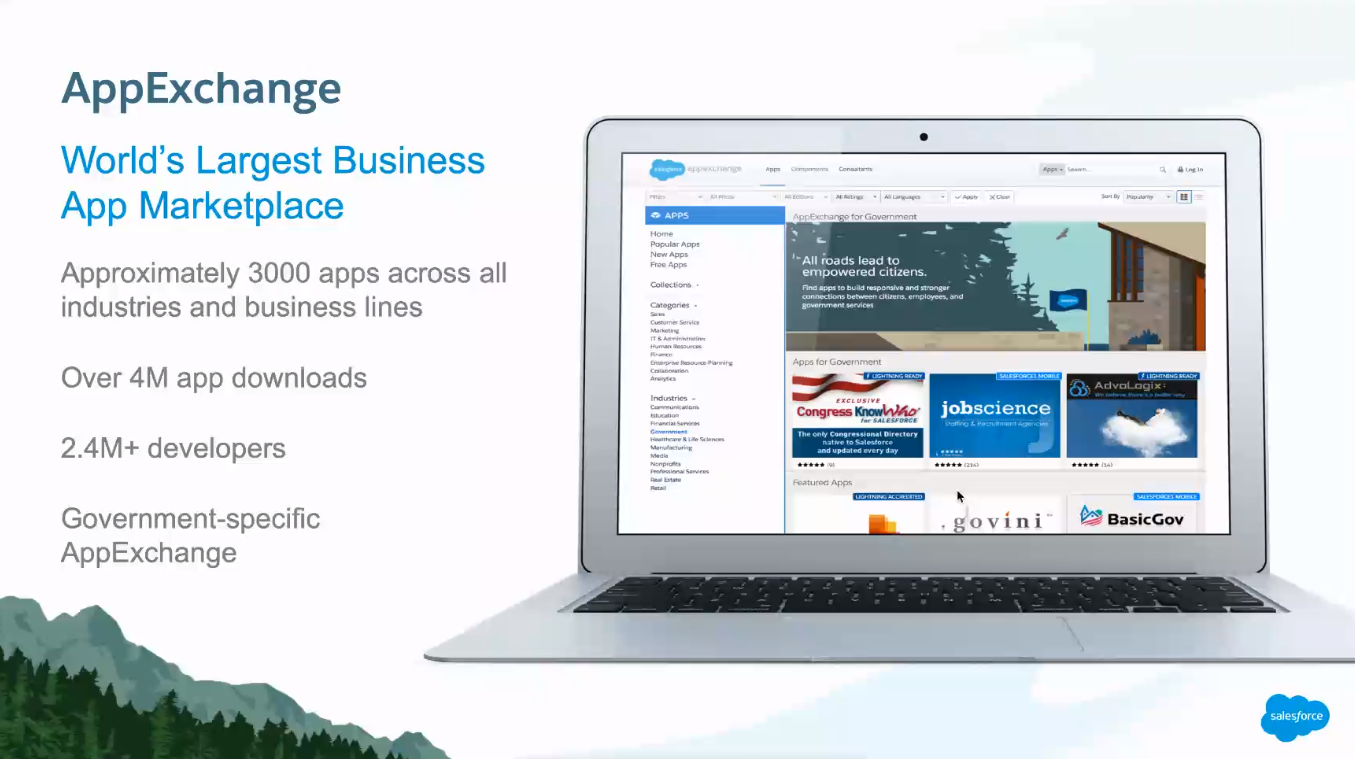 AppExchange
World's Largest Business
App Marketplace
Approximately 3000 apps across all
industries and business lines
Over 4M app downloads
2.4M+ developers
Government-specific
AppExchange
salesforce appexchange Apps Components Consultants Apps Search... Log In
All Prices All Editions All Ratings All Languages Apply Clear Sort By Popularity
APPS
Home
Popular Apps
New Apps
Free Apps
Collections
Categories
Sales
Customer Service
Marketing
IT & Administration
Human Resources
Finance
Enterprise Resource Planning
Collaboration
Analytics
Industries
Communications
Education
Financial Services
Government
Healthcare & Life Sciences
Manufacturing
Media
Nonprofits
Professional Services
Real Estate
Retail
AppExchange for Government
All roads lead to
empowered citizens.
Find apps to build responsive and stronger
connections between citizens, employees, and
government services
Apps for Government
LIGHTNING READY
EXCLUSIVE
Congress KnowWho®
for SALESFORCE
The only Congressional Directory
native to Salesforce
and updated every day
★★★★★ (9)
SALESFORCE1 MOBILE
jobscience
Staffing & Recruitment Agencies
★★★★★
LIGHTNING READY
AdvoLogix
We believe there's a better way
★★★★★ (14)
Featured Apps
LIGHTNING ACCREDITED
govini™
SALESFORCE1 MOBILE
BasicGov
salesforce